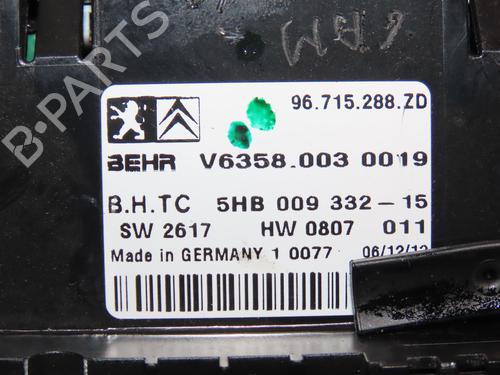 96.715.288.ZD
BEHR V6358.003 0019
B.H.TC 5HB 009 332-15
SW 2617 HW 0807 011
Made in GERMANY 1 0077 06/12/12
B-PARTS